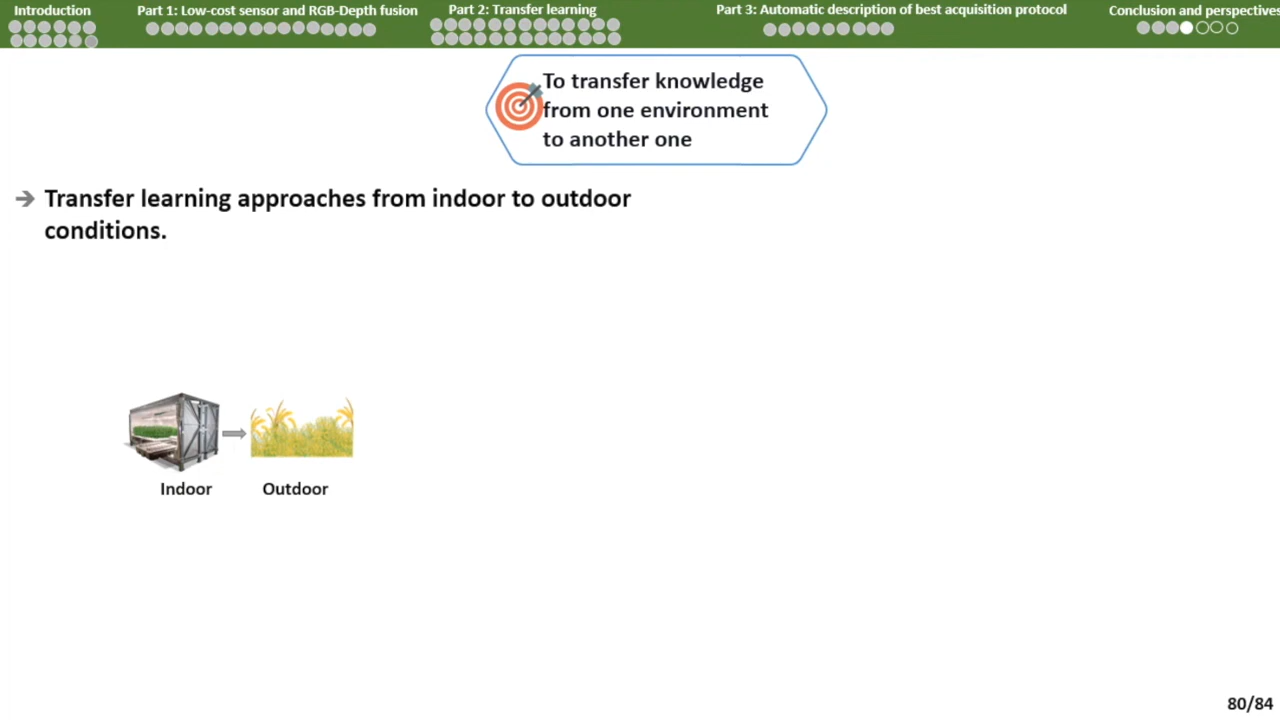 Introduction
Part 1: Low-cost sensor and RGB-Depth fusion
Part 2: Transfer learning
Part 3: Automatic description of best acquisition protocol
Conclusion and perspectives
To transfer knowledge
from one environment
to another one
Transfer learning approaches from indoor to outdoor
conditions.
Indoor
Outdoor
80/84